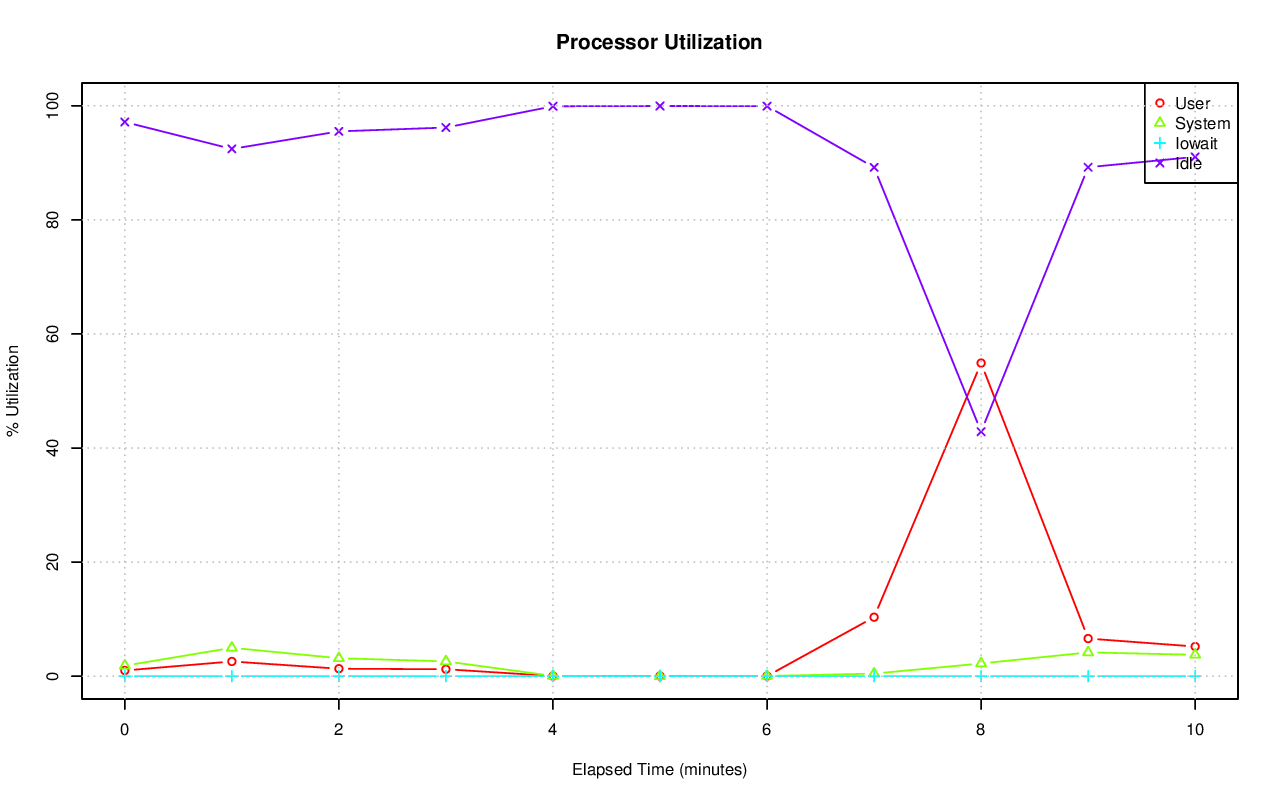 Processor Utilization
100
80
60
40
20
0
% Utilization
User
System
Iowait
Idle
0 2 4 6 8 10
Elapsed Time (minutes)